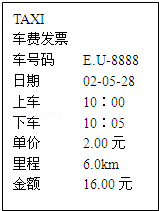 TAXI
车费发票
车号码 E.U-8888
日期 02-05-28
上车 10：00
下车 10：05
单价 2.00 元
里程 6.0km
金额 16.00 元